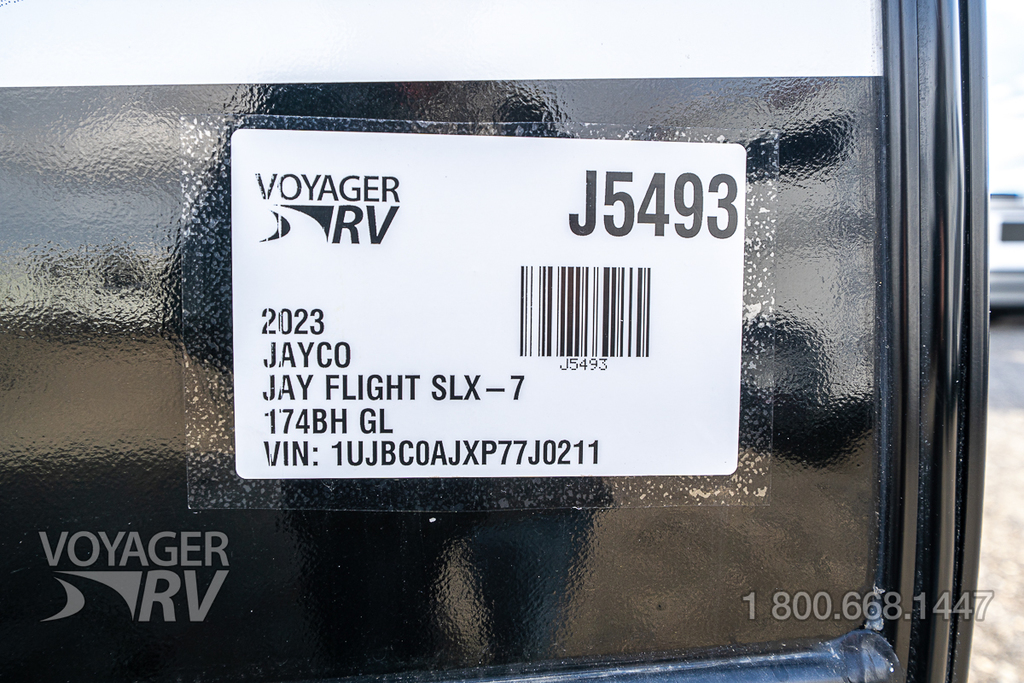 VOYAGER
RV
J5493
J5493
2023
JAYCO
JAY FLIGHT SLX-7
174BH GL
VIN: 1UJBC0AJXP77J0211
VOYAGER
RV
1 800.668.1447